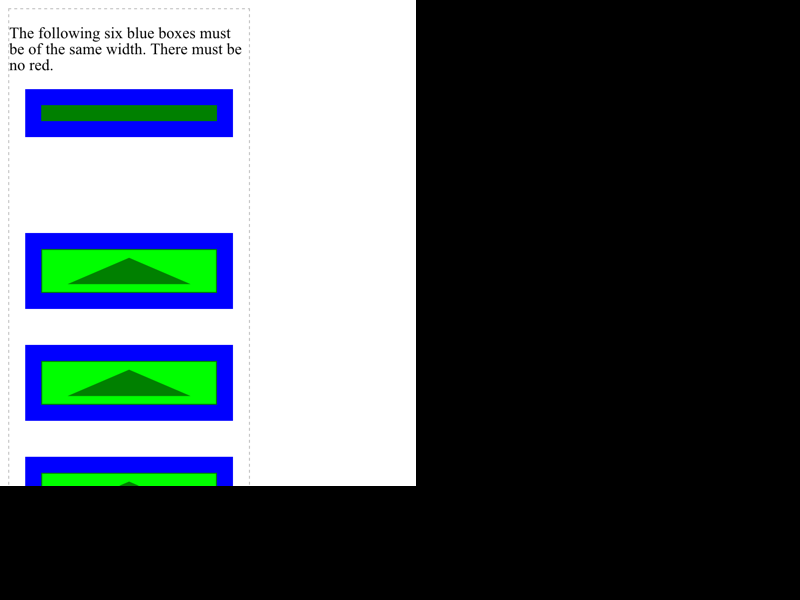 The following six blue boxes must
be of the same width. There must be
no red.